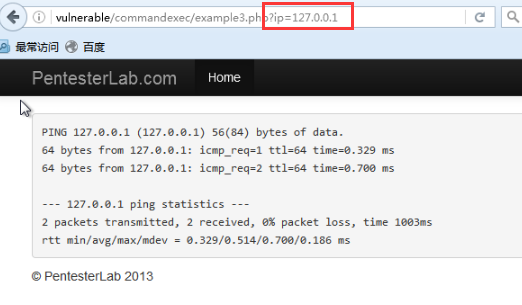 vulnerable/commandexec/example3.php?ip=127.0.0.1
最常访问 百度
PentesterLab.com Home
PING 127.0.0.1 (127.0.0.1) 56(84) bytes of data.
64 bytes from 127.0.0.1: icmp_req=1 ttl=64 time=0.329 ms
64 bytes from 127.0.0.1: icmp_req=2 ttl=64 time=0.700 ms
--- 127.0.0.1 ping statistics ---
2 packets transmitted, 2 received, 0% packet loss, time 1003ms
rtt min/avg/max/mdev = 0.329/0.514/0.700/0.186 ms
© PentesterLab 2013